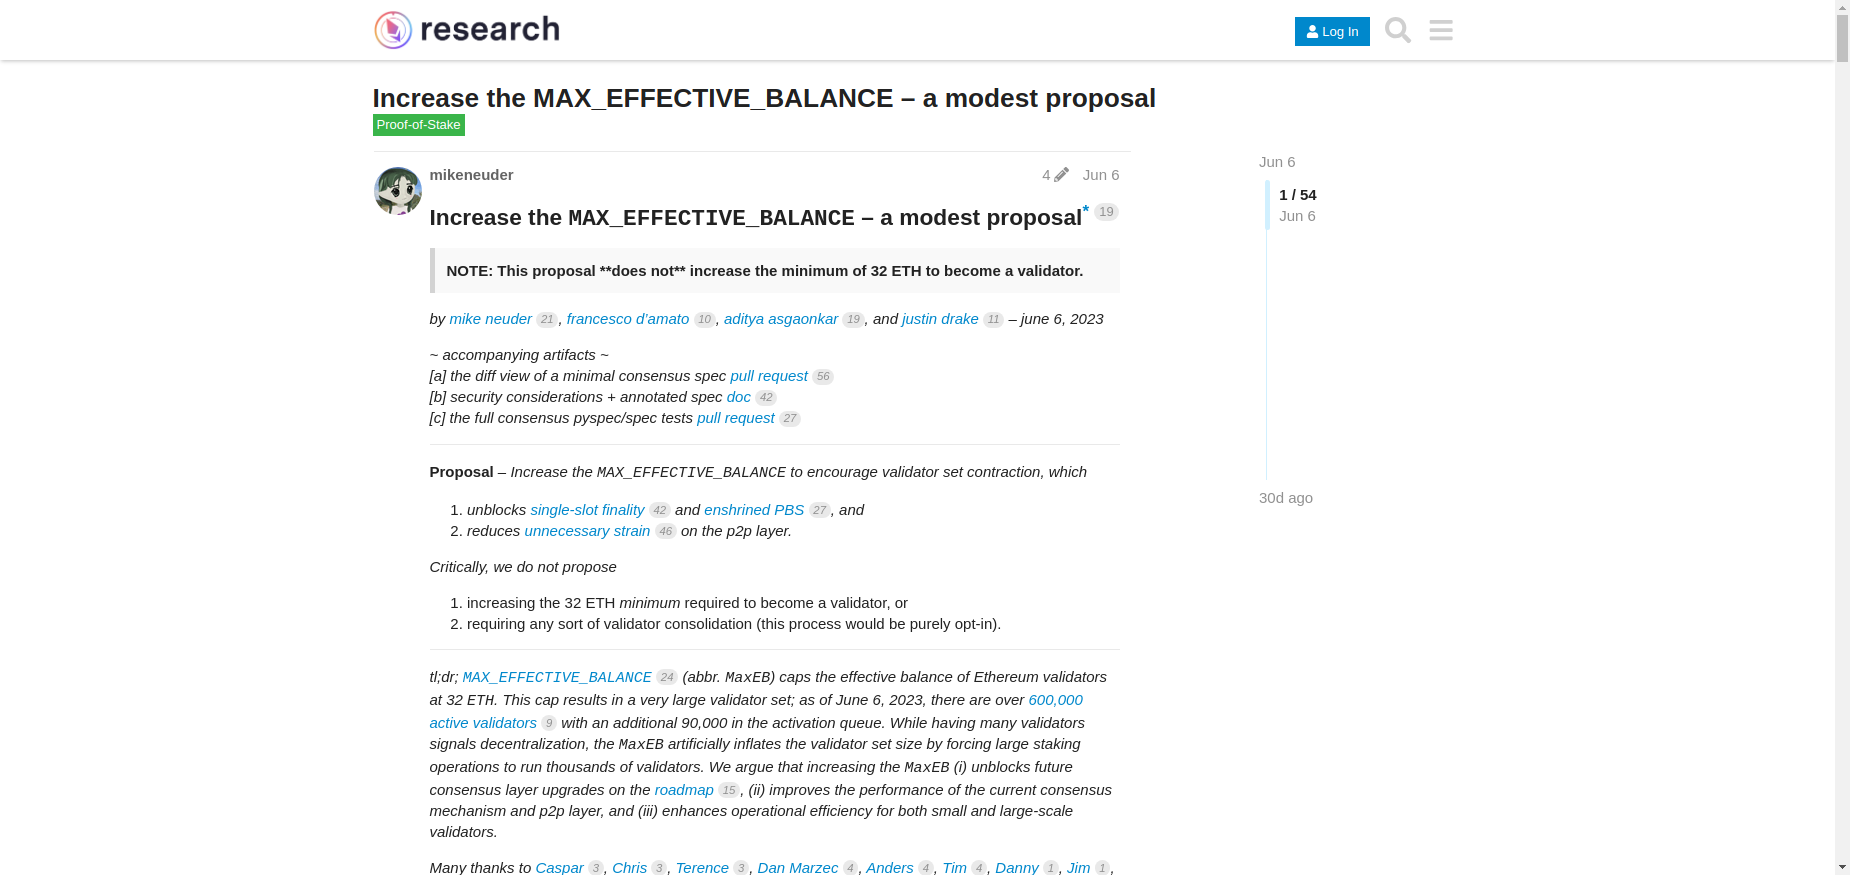 research
Log In
Increase the MAX_EFFECTIVE_BALANCE – a modest proposal
Proof-of-Stake
mikeneuder 4 Jun 6
Increase the MAX_EFFECTIVE_BALANCE – a modest proposal* 19
NOTE: This proposal **does not** increase the minimum of 32 ETH to become a validator.
by mike neuder 21 , francesco d’amato 10 , aditya asgaonkar 19 , and justin drake 11 – june 6, 2023
~ accompanying artifacts ~
[a] the diff view of a minimal consensus spec pull request 56
[b] security considerations + annotated spec doc 42
[c] the full consensus pyspec/spec tests pull request 27
Proposal – Increase the MAX_EFFECTIVE_BALANCE to encourage validator set contraction, which
1. unblocks single-slot finality 42 and enshrined PBS 27 , and
2. reduces unnecessary strain 46 on the p2p layer.
Critically, we do not propose
1. increasing the 32 ETH minimum required to become a validator, or
2. requiring any sort of validator consolidation (this process would be purely opt-in).
tl;dr; MAX_EFFECTIVE_BALANCE 24 (abbr. MaxEB) caps the effective balance of Ethereum validators
at 32 ETH. This cap results in a very large validator set; as of June 6, 2023, there are over 600,000
active validators 9 with an additional 90,000 in the activation queue. While having many validators
signals decentralization, the MaxEB artificially inflates the validator set size by forcing large staking
operations to run thousands of validators. We argue that increasing the MaxEB (i) unblocks future
consensus layer upgrades on the roadmap 15 , (ii) improves the performance of the current consensus
mechanism and p2p layer, and (iii) enhances operational efficiency for both small and large-scale
validators.
Many thanks to Caspar 3 , Chris 3 , Terence 3 , Dan Marzec 4 , Anders 4 , Tim 4 , Danny 1 , Jim 1 ,
Jun 6
1 / 54
Jun 6
30d ago